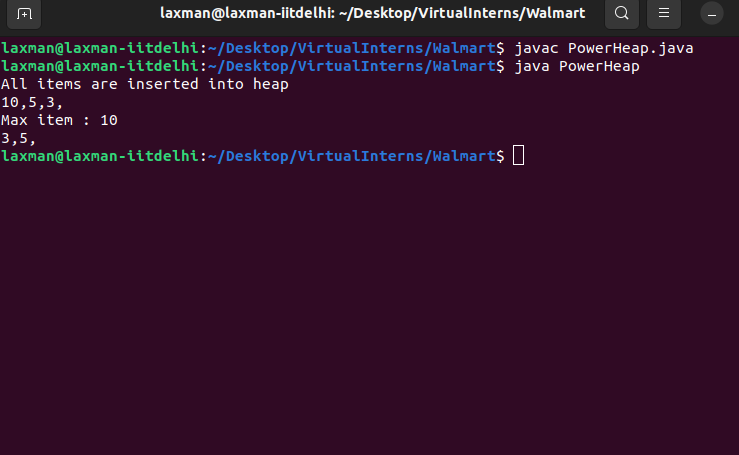 laxman@laxman-iitdelhi: ~/Desktop/VirtualInterns/Walmart
laxman@laxman-iitdelhi:~/Desktop/VirtualInterns/Walmart$ javac PowerHeap.java
laxman@laxman-iitdelhi:~/Desktop/VirtualInterns/Walmart$ java PowerHeap
All items are inserted into heap
10,5,3,
Max item : 10
3,5,
laxman@laxman-iitdelhi:~/Desktop/VirtualInterns/Walmart$